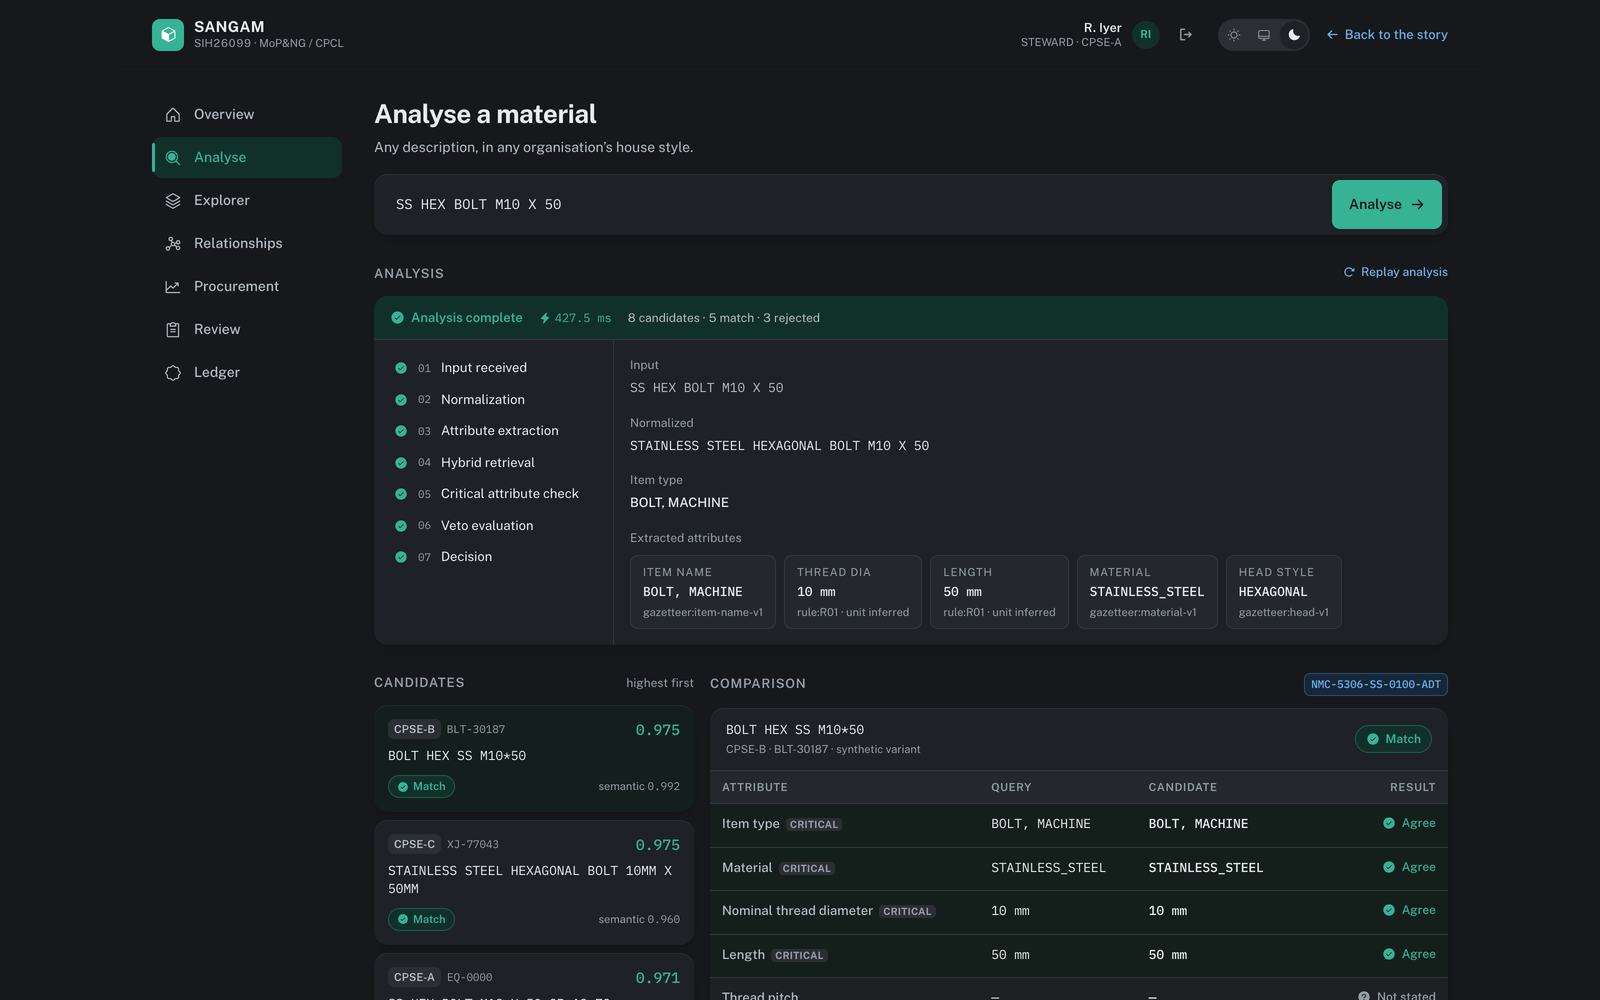 SANGAM
SIH26099 · MoP&NG / CPCL
R. Iyer
STEWARD · CPSE-A
RI
← Back to the story
Overview
Analyse
Explorer
Relationships
Procurement
Review
Ledger
Analyse a material
Any description, in any organisation's house style.
SS HEX BOLT M10 X 50
Analyse →
ANALYSIS
Replay analysis
Analysis complete 427.5 ms 8 candidates · 5 match · 3 rejected
01 Input received
02 Normalization
03 Attribute extraction
04 Hybrid retrieval
05 Critical attribute check
06 Veto evaluation
07 Decision
Input
SS HEX BOLT M10 X 50
Normalized
STAINLESS STEEL HEXAGONAL BOLT M10 X 50
Item type
BOLT, MACHINE
Extracted attributes
ITEM NAME
BOLT, MACHINE
gazetteer:item-name-v1
THREAD DIA
10 mm
rule:R01 · unit inferred
LENGTH
50 mm
rule:R01 · unit inferred
MATERIAL
STAINLESS_STEEL
gazetteer:material-v1
HEAD STYLE
HEXAGONAL
gazetteer:head-v1
CANDIDATES highest first
CPSE-B BLT-30187 0.975
BOLT HEX SS M10*50
Match semantic 0.992
CPSE-C XJ-77043 0.975
STAINLESS STEEL HEXAGONAL BOLT 10MM X
50MM
Match semantic 0.960
CPSE-A EQ-0000 0.971
COMPARISON NMC-5306-SS-0100-ADT
BOLT HEX SS M10*50
CPSE-B · BLT-30187 · synthetic variant
Match
ATTRIBUTE QUERY CANDIDATE RESULT
Item type CRITICAL BOLT, MACHINE BOLT, MACHINE Agree
Material CRITICAL STAINLESS_STEEL STAINLESS_STEEL Agree
Nominal thread diameter CRITICAL 10 mm 10 mm Agree
Length CRITICAL 50 mm 50 mm Agree
Thread pitch — — Not stated